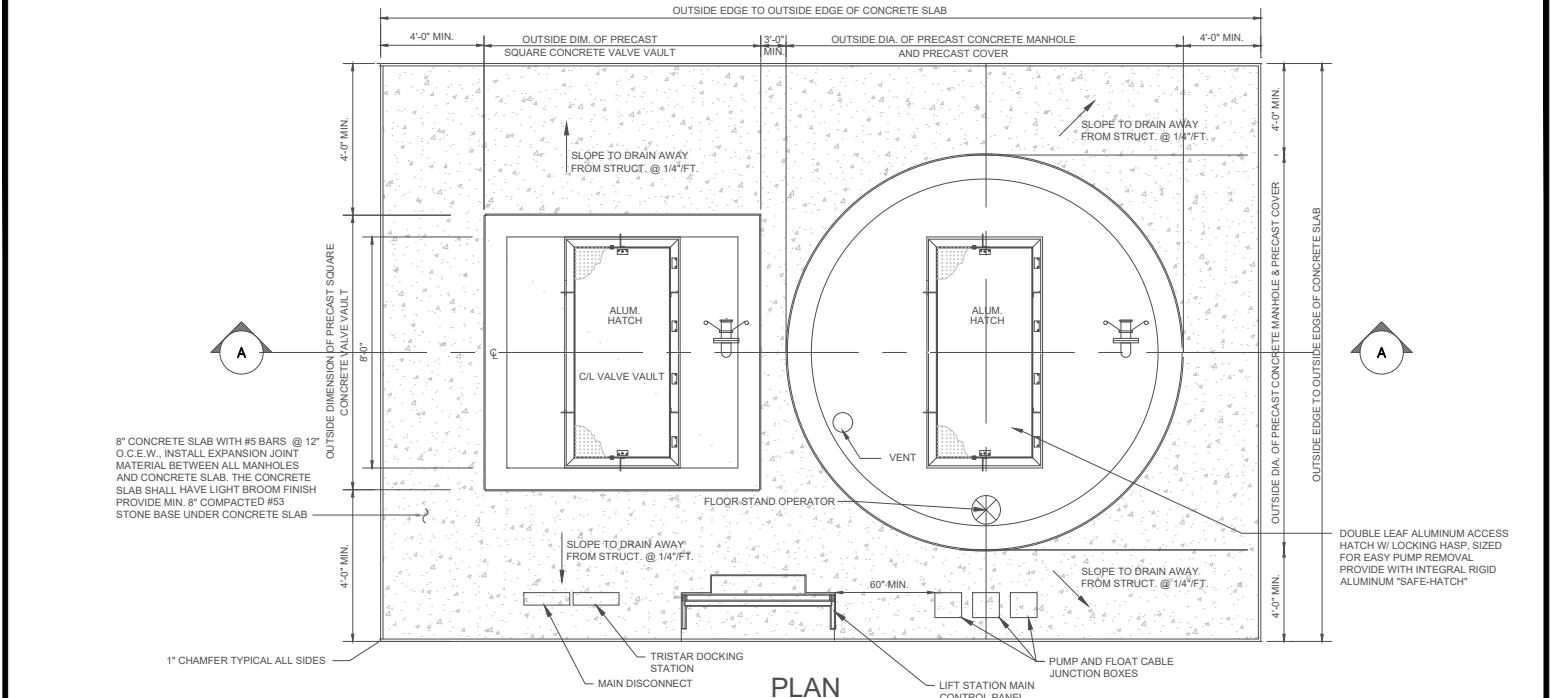 OUTSIDE EDGE TO OUTSIDE EDGE OF CONCRETE SLAB
4'-0" MIN.
OUTSIDE DIM. OF PRECAST
SQUARE CONCRETE VALVE VAULT
3'-0"
MIN.
OUTSIDE DIA. OF PRECAST CONCRETE MANHOLE
AND PRECAST COVER
4'-0" MIN.
4'-0" MIN.
SLOPE TO DRAIN AWAY
FROM STRUCT. @ 1/4"/FT.
SLOPE TO DRAIN AWAY
FROM STRUCT. @ 1/4"/FT.
4'-0" MIN.
OUTSIDE DIMENSION OF PRECAST SQUARE
CONCRETE VALVE VAULT
8'-0"
ALUM.
HATCH
C/L VALVE VAULT
ALUM.
HATCH
OUTSIDE DIA. OF PRECAST CONCRETE MANHOLE & PRECAST COVER
OUTSIDE EDGE TO OUTSIDE EDGE OF CONCRETE SLAB
A
A
8" CONCRETE SLAB WITH #5 BARS @ 12"
O.C.E.W., INSTALL EXPANSION JOINT
MATERIAL BETWEEN ALL MANHOLES
AND CONCRETE SLAB. THE CONCRETE
SLAB SHALL HAVE LIGHT BROOM FINISH
PROVIDE MIN. 8" COMPACTED #53
STONE BASE UNDER CONCRETE SLAB
VENT
FLOOR STAND OPERATOR
DOUBLE LEAF ALUMINUM ACCESS
HATCH W/ LOCKING HASP, SIZED
FOR EASY PUMP REMOVAL
PROVIDE WITH INTEGRAL RIGID
ALUMINUM "SAFE-HATCH"
4'-0" MIN.
SLOPE TO DRAIN AWAY
FROM STRUCT. @ 1/4"/FT.
60" MIN.
SLOPE TO DRAIN AWAY
FROM STRUCT. @ 1/4"/FT.
4'-0" MIN.
1" CHAMFER TYPICAL ALL SIDES
TRISTAR DOCKING
STATION
MAIN DISCONNECT
PLAN
PUMP AND FLOAT CABLE
JUNCTION BOXES
LIFT STATION MAIN
CONTROL PANEL